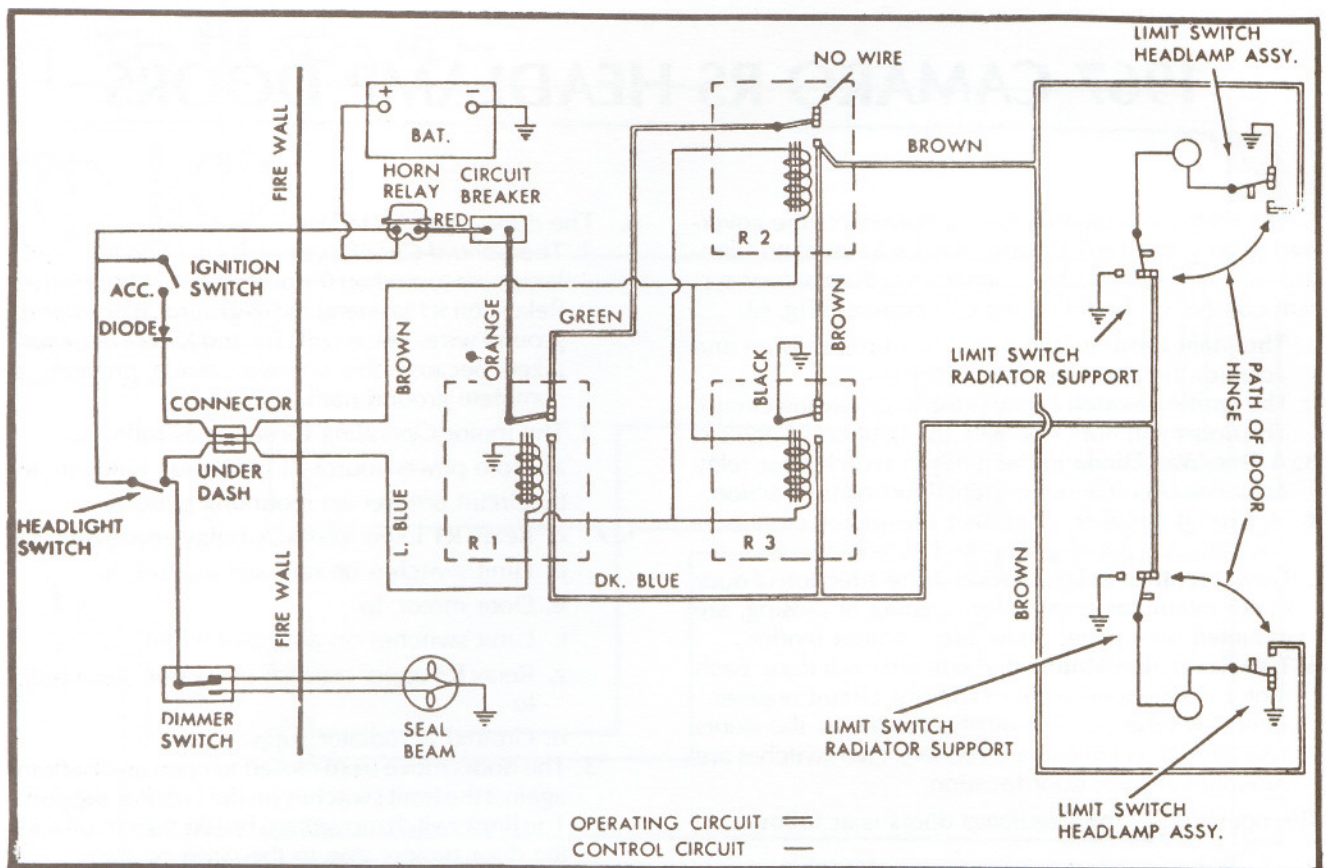 LIMIT SWITCH
HEADLAMP ASSY.
NO WIRE
FIRE WALL
+ −
BAT.
HORN
RELAY
CIRCUIT
BREAKER
RED
BROWN
IGNITION
SWITCH
ACC.
DIODE
R 2
ORANGE
GREEN
BROWN
BROWN
BLACK
LIMIT SWITCH
RADIATOR SUPPORT
PATH OF DOOR
HINGE
CONNECTOR
UNDER
DASH
HEADLIGHT
SWITCH
L. BLUE
R 1
R 3
DK. BLUE
FIRE WALL
BROWN
DIMMER
SWITCH
SEAL
BEAM
LIMIT SWITCH
RADIATOR SUPPORT
LIMIT SWITCH
HEADLAMP ASSY.
OPERATING CIRCUIT
CONTROL CIRCUIT